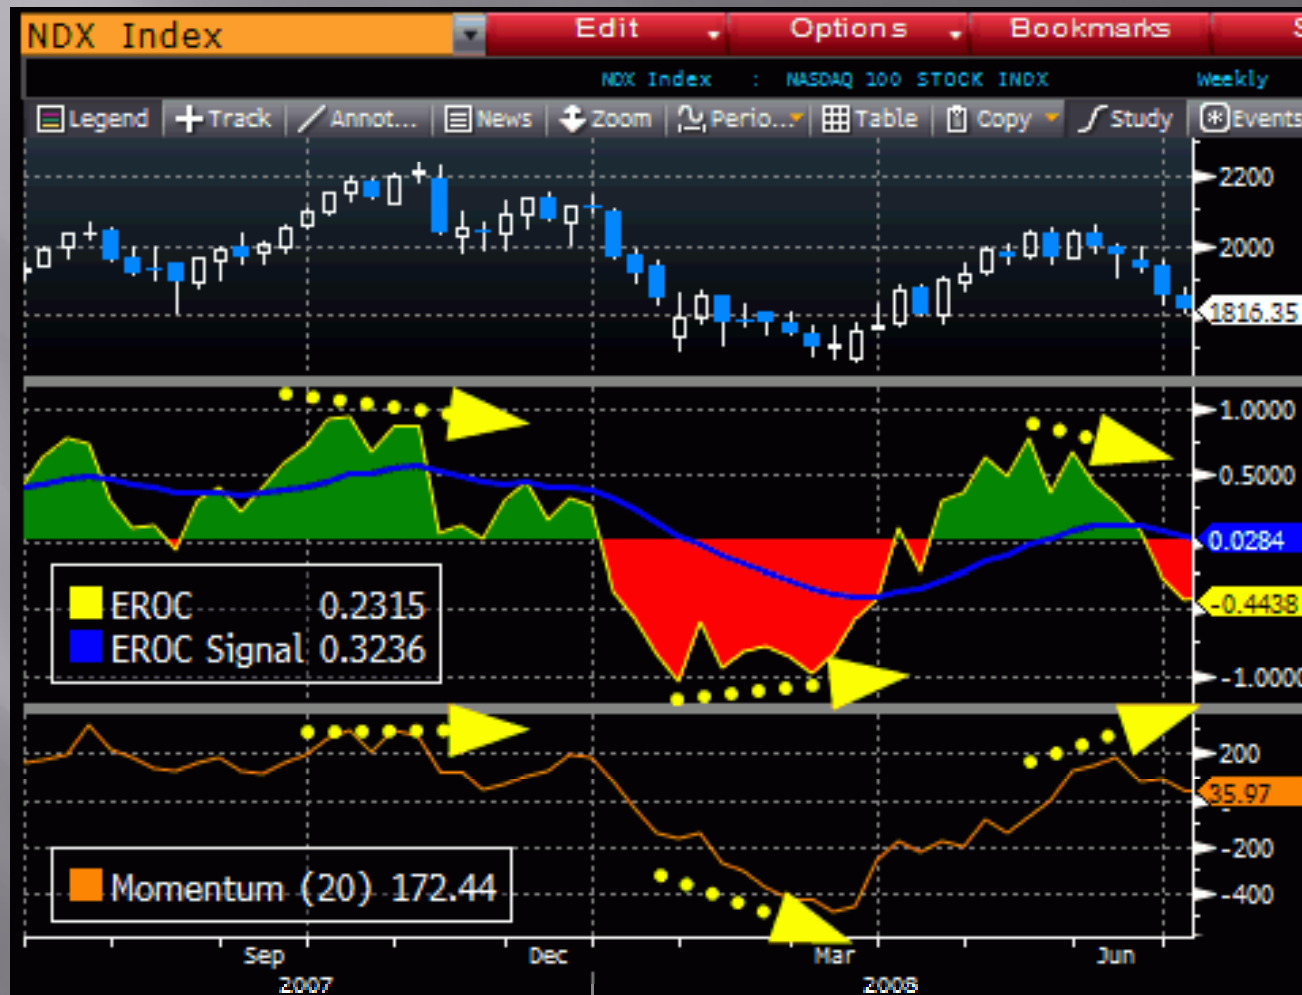 NDX Index Edit Options Bookmarks S
NDX Index : NASDAQ 100 STOCK INDX Weekly
Legend Track Annot... News Zoom Perio... Table Copy Study Events
2200
2000
1816.35
1.0000
0.5000
0.0284
EROC 0.2315
-0.4438
EROC Signal 0.3236
-1.0000
200
35.97
-200
Momentum (20) 172.44
-400
Sep Dec Mar Jun
2007 2008